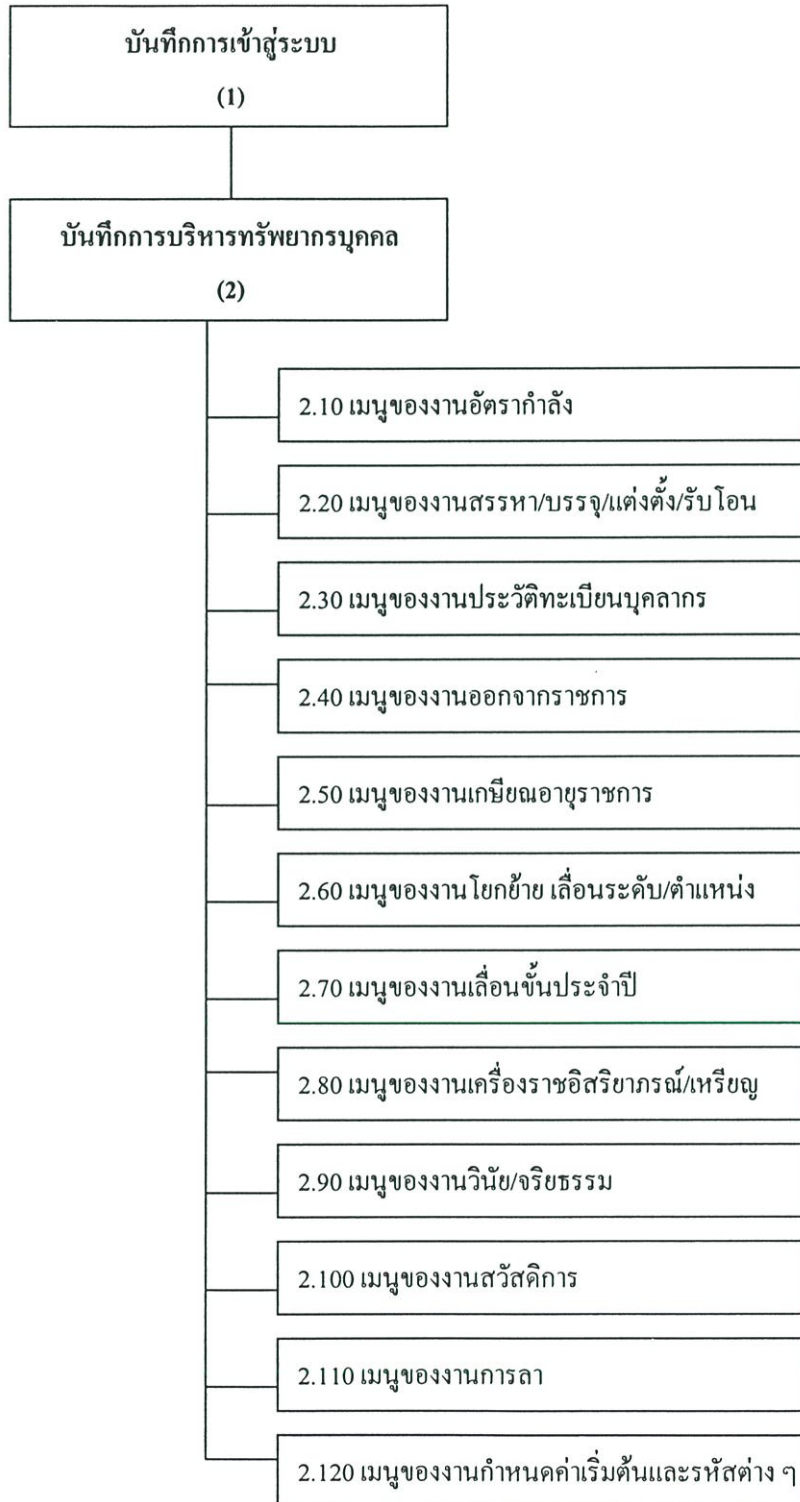 บันทึกการเข้าสู่ระบบ
(1)
บันทึกการบริหารทรัพยากรบุคคล
(2)
2.10 เมนูของงานอัตรากำลัง
2.20 เมนูของงานสรรหา/บรรจุ/แต่งตั้ง/รับโอน
2.30 เมนูของงานประวัติทะเบียนบุคลากร
2.40 เมนูของงานออกจากราชการ
2.50 เมนูของงานเกษียณอายุราชการ
2.60 เมนูของงานโยกย้าย เลื่อนระดับ/ตำแหน่ง
2.70 เมนูของงานเลื่อนขั้นประจำปี
2.80 เมนูของงานเครื่องราชอิสริยาภรณ์/เหรียญ
2.90 เมนูของงานวินัย/จริยธรรม
2.100 เมนูของงานสวัสดิการ
2.110 เมนูของงานการลา
2.120 เมนูของงานกำหนดค่าเริ่มต้นและรหัสต่าง ๆ